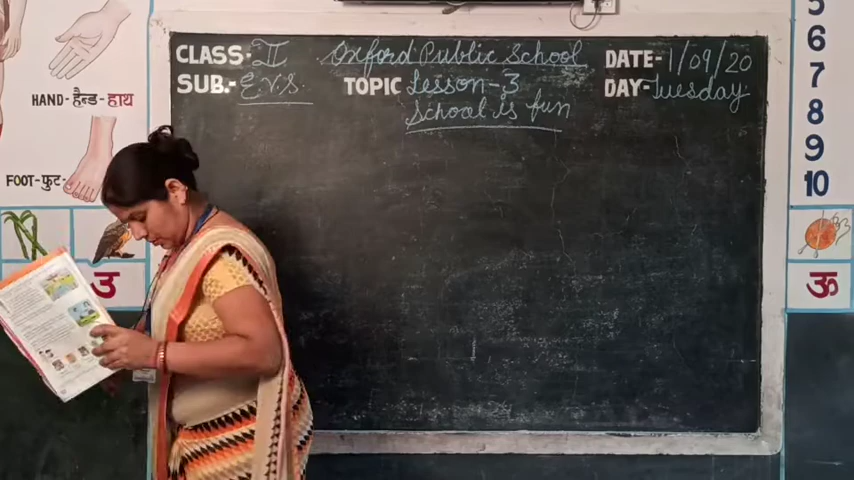 CLASS- II Oxford Public School DATE- 1/09/20
SUB.- E.V.S TOPIC Lesson-3 DAY- Tuesday
School is fun
HAND-हैन्ड-हाथ
FOOT-फुट
उ
ऊ
5
6
7
8
9
10